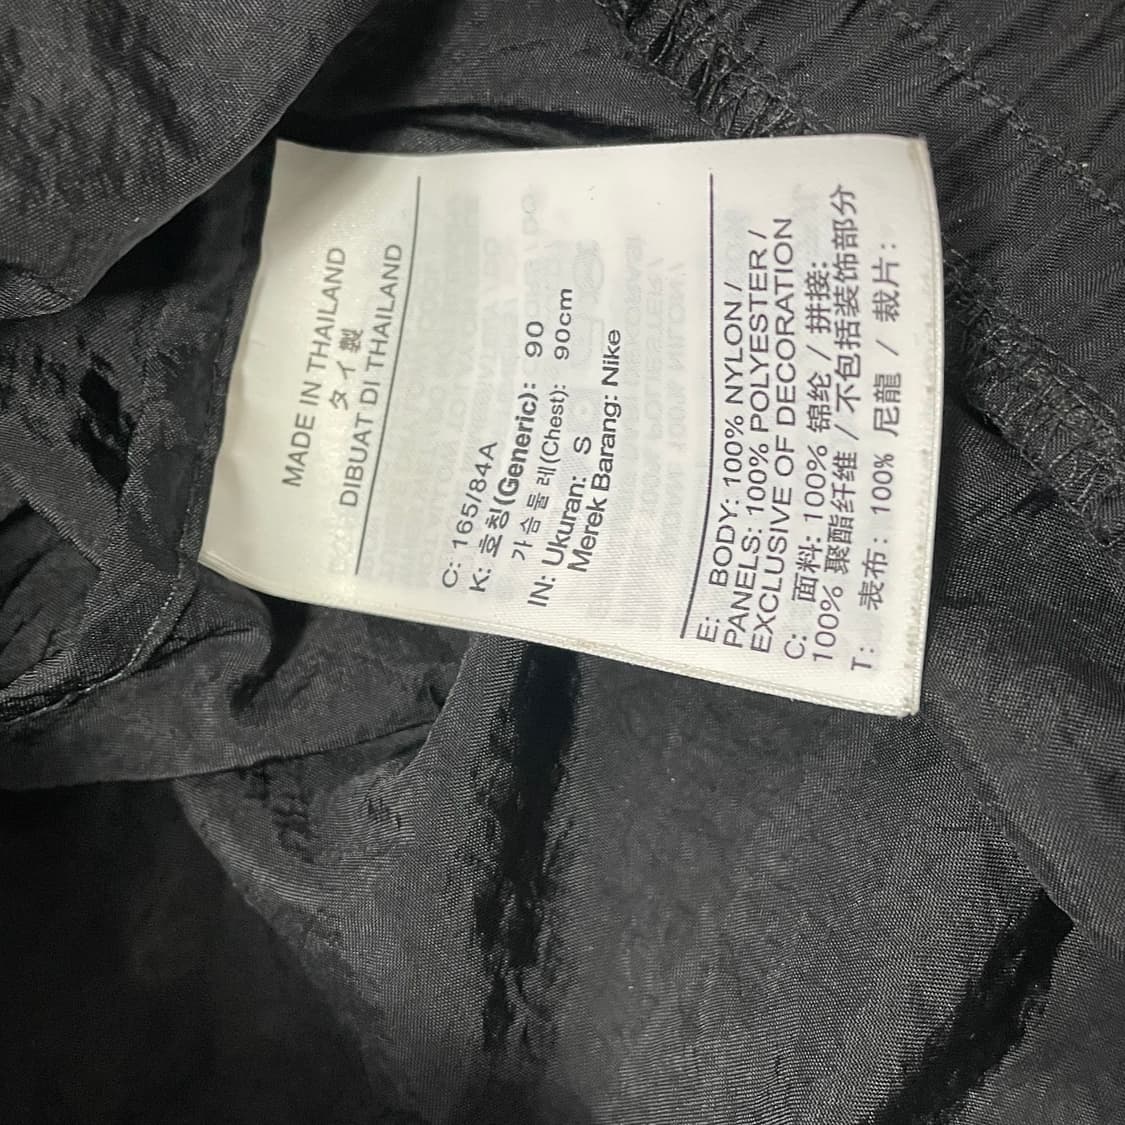 MADE IN THAILAND
タイ製
DIBUAT DI THAILAND
C: 165/84A
K: 호칭(Generic): 90
가슴둘레(Chest): 90cm
IN: Ukuran: S
Merek Barang: Nike
E: BODY: 100% NYLON /
PANELS: 100% POLYESTER /
EXCLUSIVE OF DECORATION
C: 面料: 100% 锦纶 / 拼接:
100% 聚酯纤维 / 不包括装饰部分
T: 表布: 100% 尼龍 / 裁片: